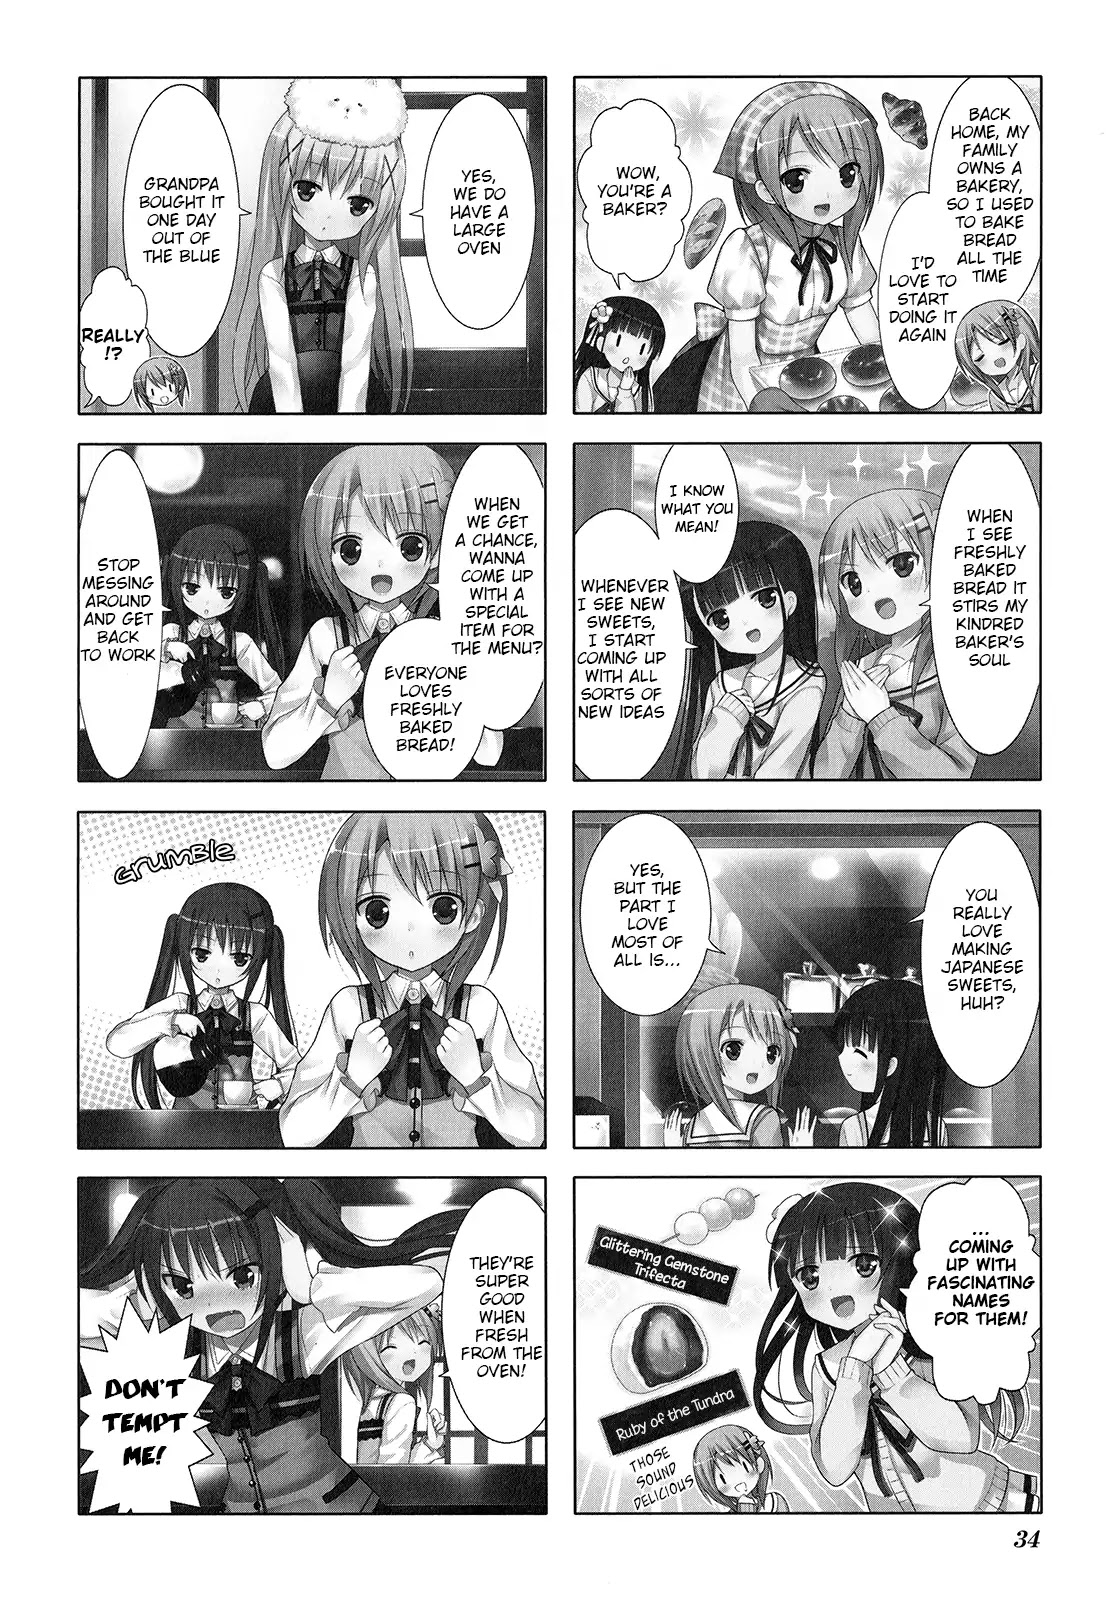 BACK
HOME, MY
FAMILY
OWNS A
BAKERY,
SO I USED
TO BAKE
BREAD
ALL THE
TIME
I'D
LOVE TO
START
DOING IT
AGAIN
WOW,
YOU'RE A
BAKER?
WHEN
I SEE
FRESHLY
BAKED
BREAD IT
STIRS MY
KINDRED
BAKER'S
SOUL
I KNOW
WHAT YOU
MEAN!
WHENEVER
I SEE NEW
SWEETS,
I START
COMING UP
WITH ALL
SORTS OF
NEW IDEAS
YOU
REALLY
LOVE
MAKING
JAPANESE
SWEETS,
HUH?
YES,
BUT THE
PART I
LOVE
MOST OF
ALL IS...
...
COMING
UP WITH
FASCINATING
NAMES
FOR THEM!
Glittering Gemstone
Trifecta
Ruby of the Tundra
THOSE
SOUND
DELICIOUS
YES,
WE DO
HAVE A
LARGE
OVEN
GRANDPA
BOUGHT IT
ONE DAY
OUT OF
THE BLUE
REALLY
!?
WHEN
WE GET
A CHANCE,
WANNA
COME UP
WITH A
SPECIAL
ITEM FOR
THE MENU?
EVERYONE
LOVES
FRESHLY
BAKED
BREAD!
STOP
MESSING
AROUND
AND GET
BACK
TO WORK
GRUMBLE
THEY'RE
SUPER
GOOD
WHEN
FRESH
FROM THE
OVEN!
DON'T
TEMPT
ME!
34